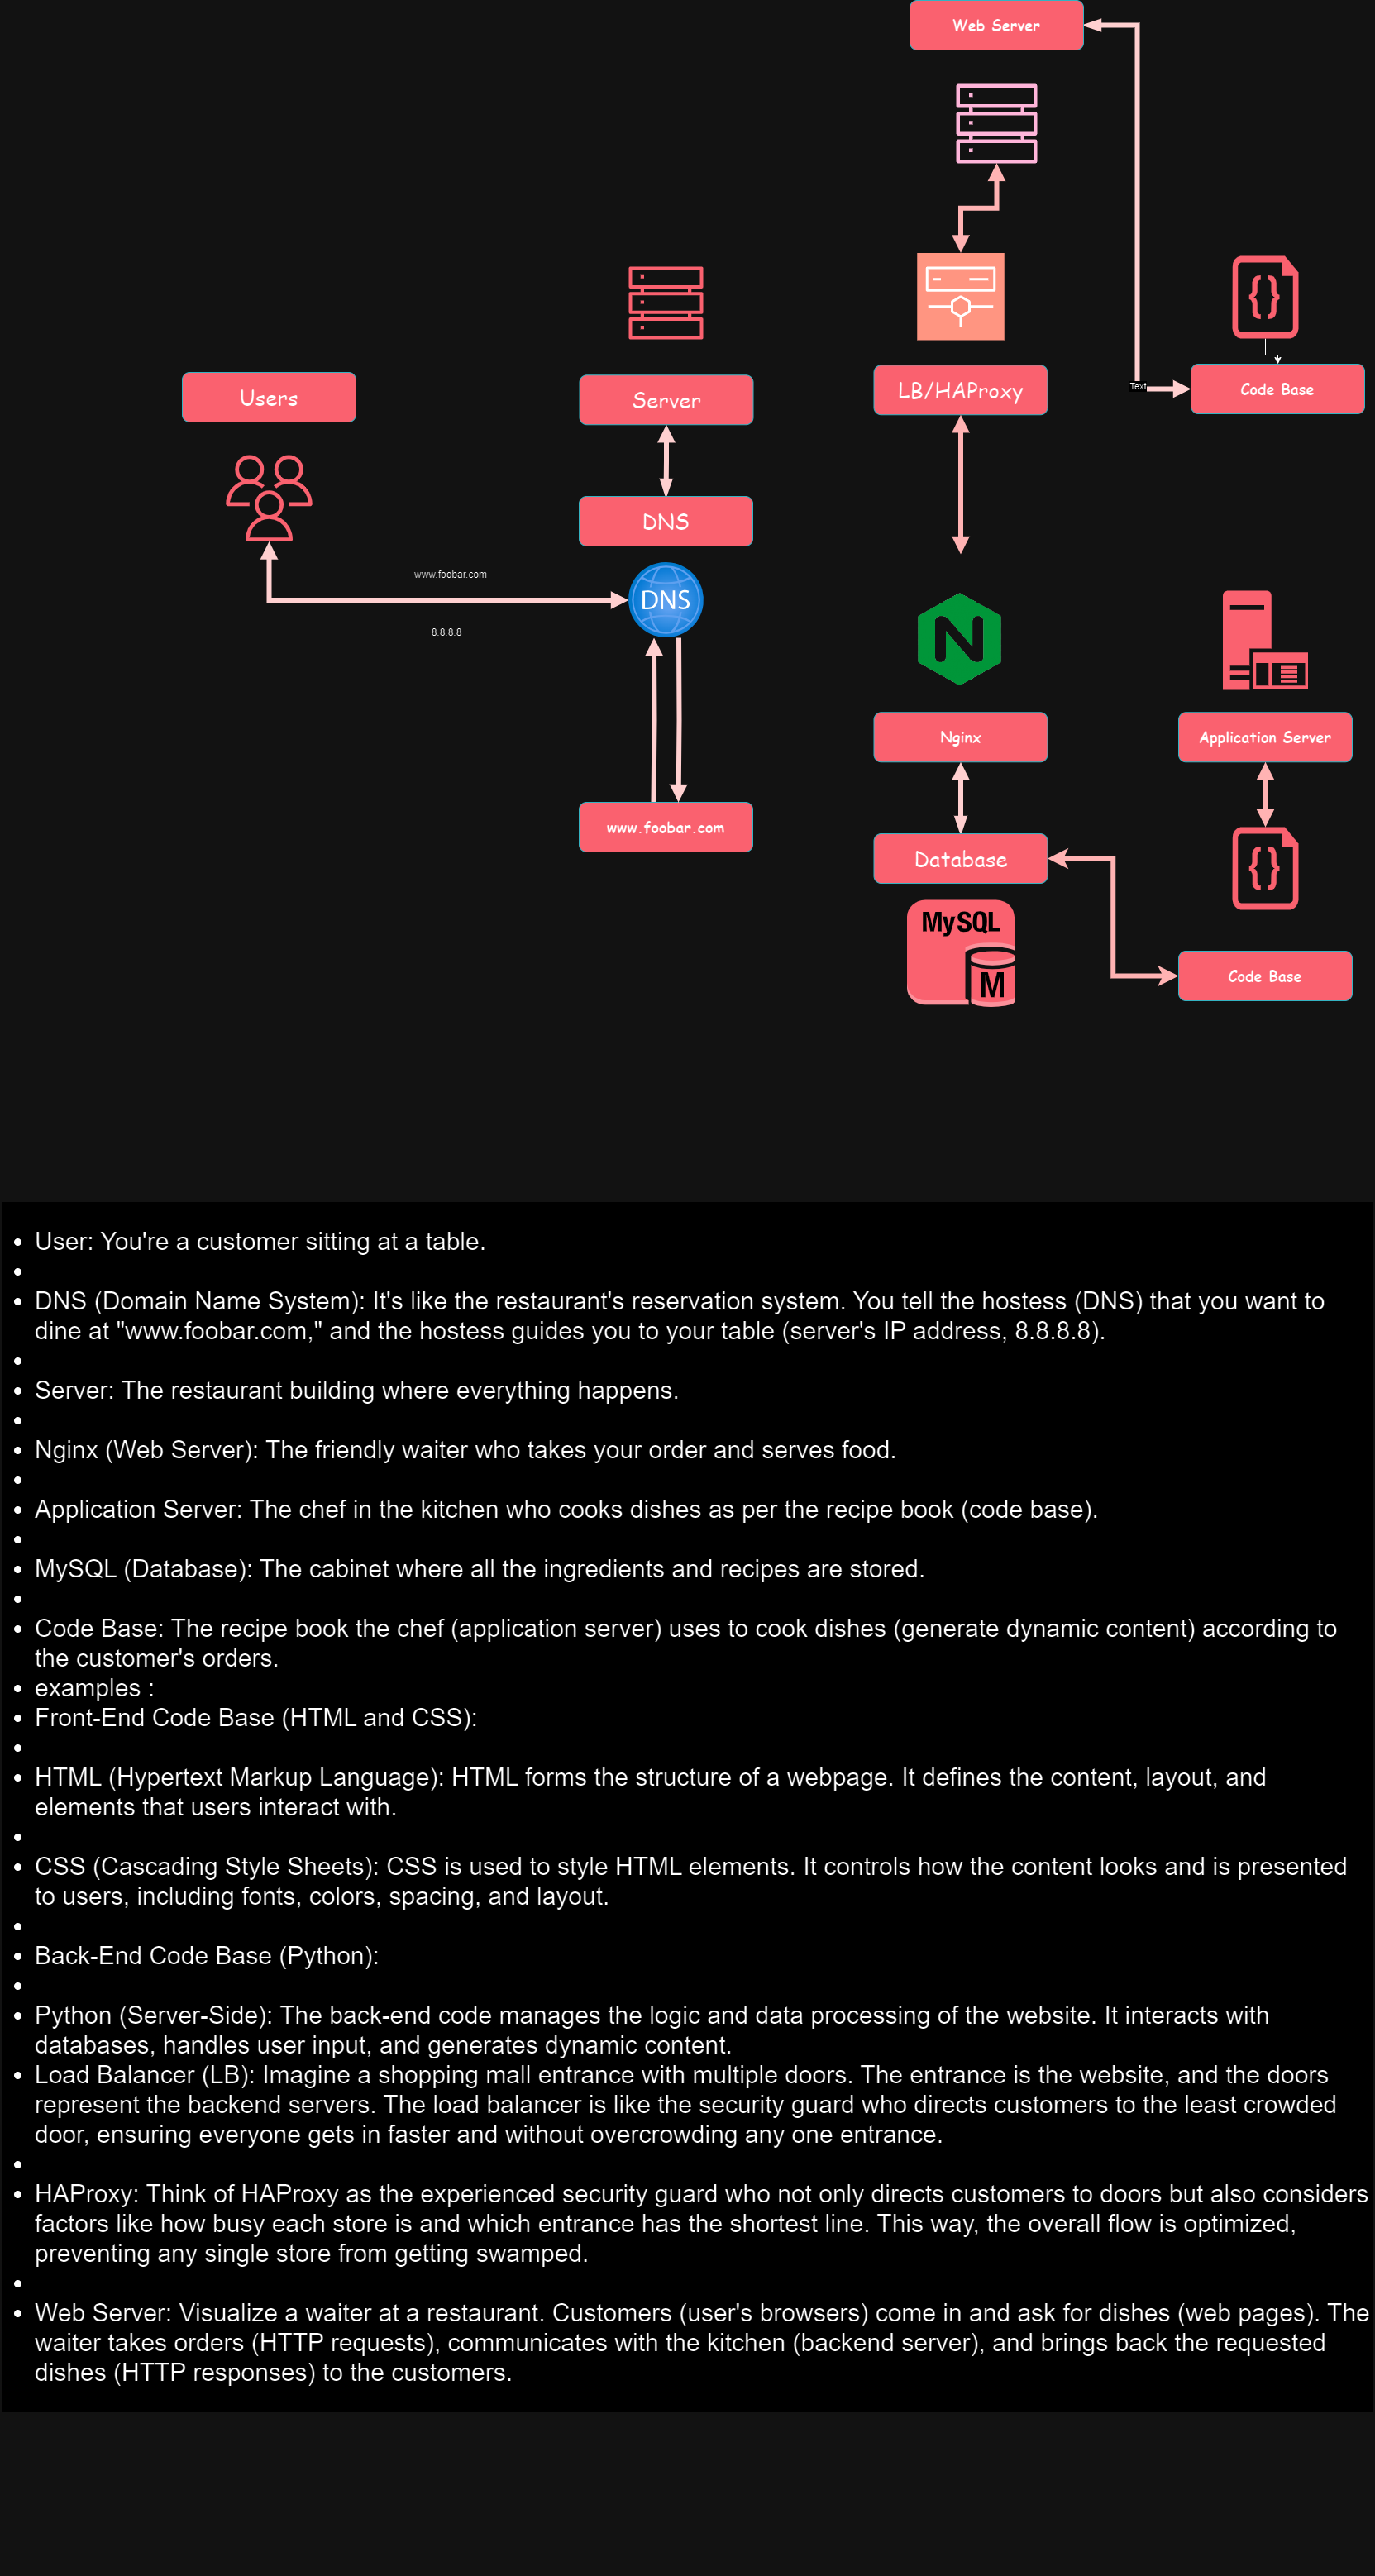 Web Server
Text
Code Base
LB/HAProxy
Users
Server
DNS
www.foobar.com
DNS
8.8.8.8
Nginx
Application Server
www.foobar.com
Database
MySQL
M
Code Base
• User: You're a customer sitting at a table.
•
• DNS (Domain Name System): It's like the restaurant's reservation system. You tell the hostess (DNS) that you want to
dine at "www.foobar.com," and the hostess guides you to your table (server's IP address, 8.8.8.8).
•
• Server: The restaurant building where everything happens.
•
• Nginx (Web Server): The friendly waiter who takes your order and serves food.
•
• Application Server: The chef in the kitchen who cooks dishes as per the recipe book (code base).
•
• MySQL (Database): The cabinet where all the ingredients and recipes are stored.
•
• Code Base: The recipe book the chef (application server) uses to cook dishes (generate dynamic content) according to
the customer's orders.
• examples :
• Front-End Code Base (HTML and CSS):
•
• HTML (Hypertext Markup Language): HTML forms the structure of a webpage. It defines the content, layout, and
elements that users interact with.
•
• CSS (Cascading Style Sheets): CSS is used to style HTML elements. It controls how the content looks and is presented
to users, including fonts, colors, spacing, and layout.
•
• Back-End Code Base (Python):
•
• Python (Server-Side): The back-end code manages the logic and data processing of the website. It interacts with
databases, handles user input, and generates dynamic content.
• Load Balancer (LB): Imagine a shopping mall entrance with multiple doors. The entrance is the website, and the doors
represent the backend servers. The load balancer is like the security guard who directs customers to the least crowded
door, ensuring everyone gets in faster and without overcrowding any one entrance.
•
• HAProxy: Think of HAProxy as the experienced security guard who not only directs customers to doors but also considers
factors like how busy each store is and which entrance has the shortest line. This way, the overall flow is optimized,
preventing any single store from getting swamped.
•
• Web Server: Visualize a waiter at a restaurant. Customers (user's browsers) come in and ask for dishes (web pages). The
waiter takes orders (HTTP requests), communicates with the kitchen (backend server), and brings back the requested
dishes (HTTP responses) to the customers.